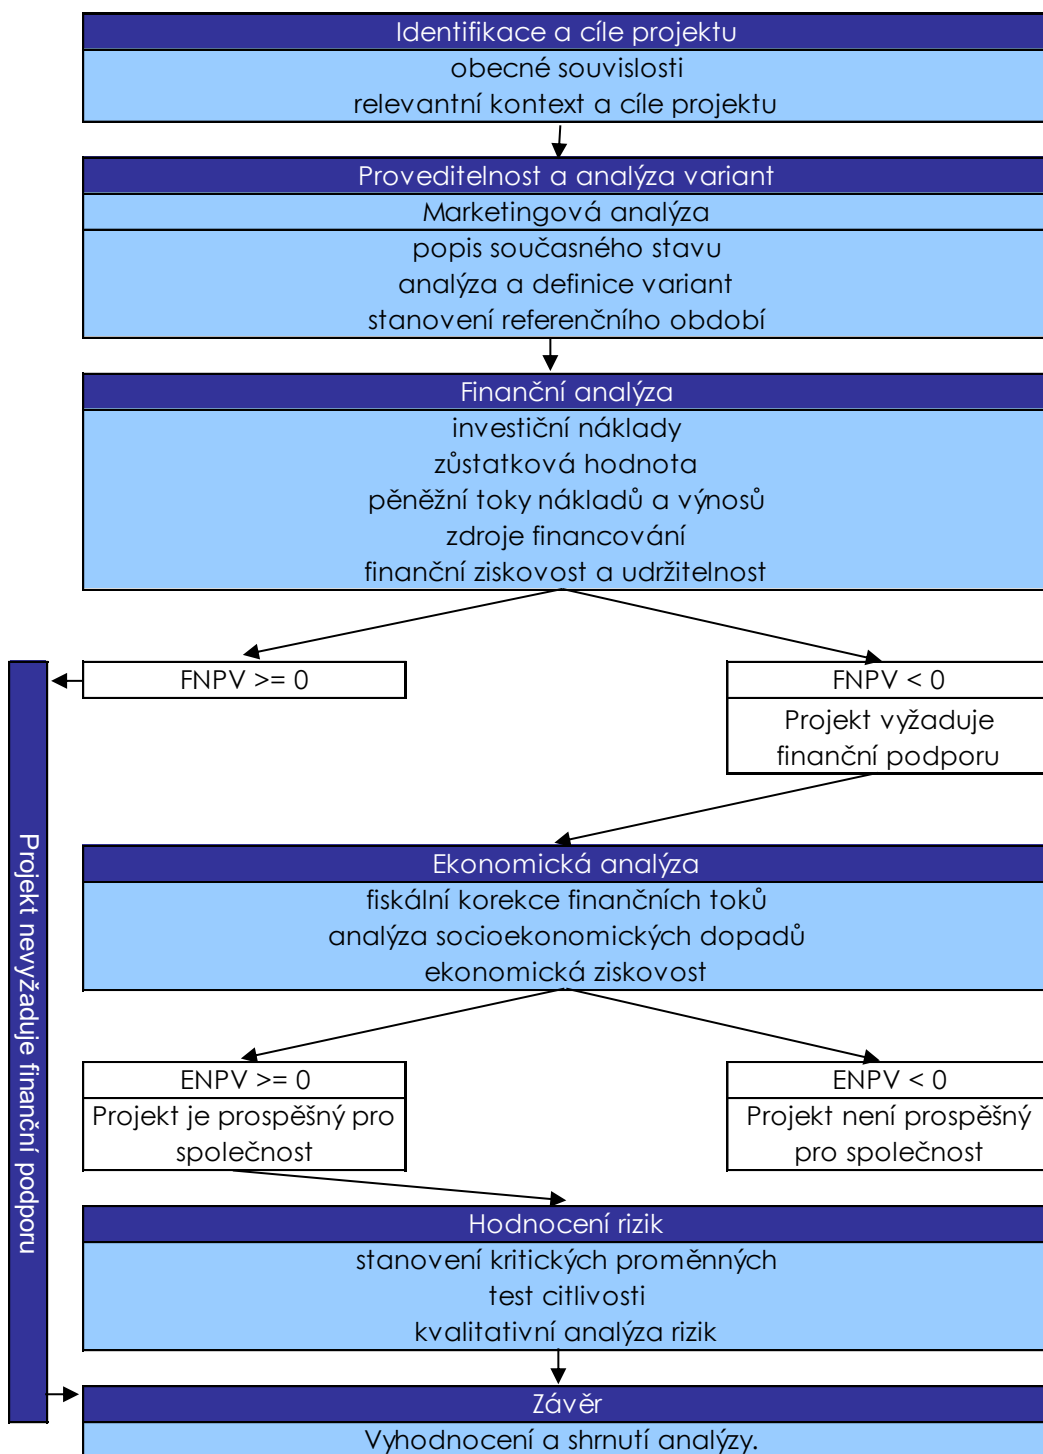 Identifikace a cíle projektu
obecné souvislosti
relevantní kontext a cíle projektu
Proveditelnost a analýza variant
Marketingová analýza
popis současného stavu
analýza a definice variant
stanovení referenčního období
Finanční analýza
investiční náklady
zůstatková hodnota
pěněžní toky nákladů a výnosů
zdroje financování
finanční ziskovost a udržitelnost
FNPV >= 0
FNPV < 0
Projekt vyžaduje
finanční podporu
Projekt nevyžaduje finanční podporu
Ekonomická analýza
fiskální korekce finančních toků
analýza socioekonomických dopadů
ekonomická ziskovost
ENPV >= 0
Projekt je prospěšný pro
společnost
ENPV < 0
Projekt není prospěšný
pro společnost
Hodnocení rizik
stanovení kritických proměnných
test citlivosti
kvalitativní analýza rizik
Závěr
Vyhodnocení a shrnutí analýzy.